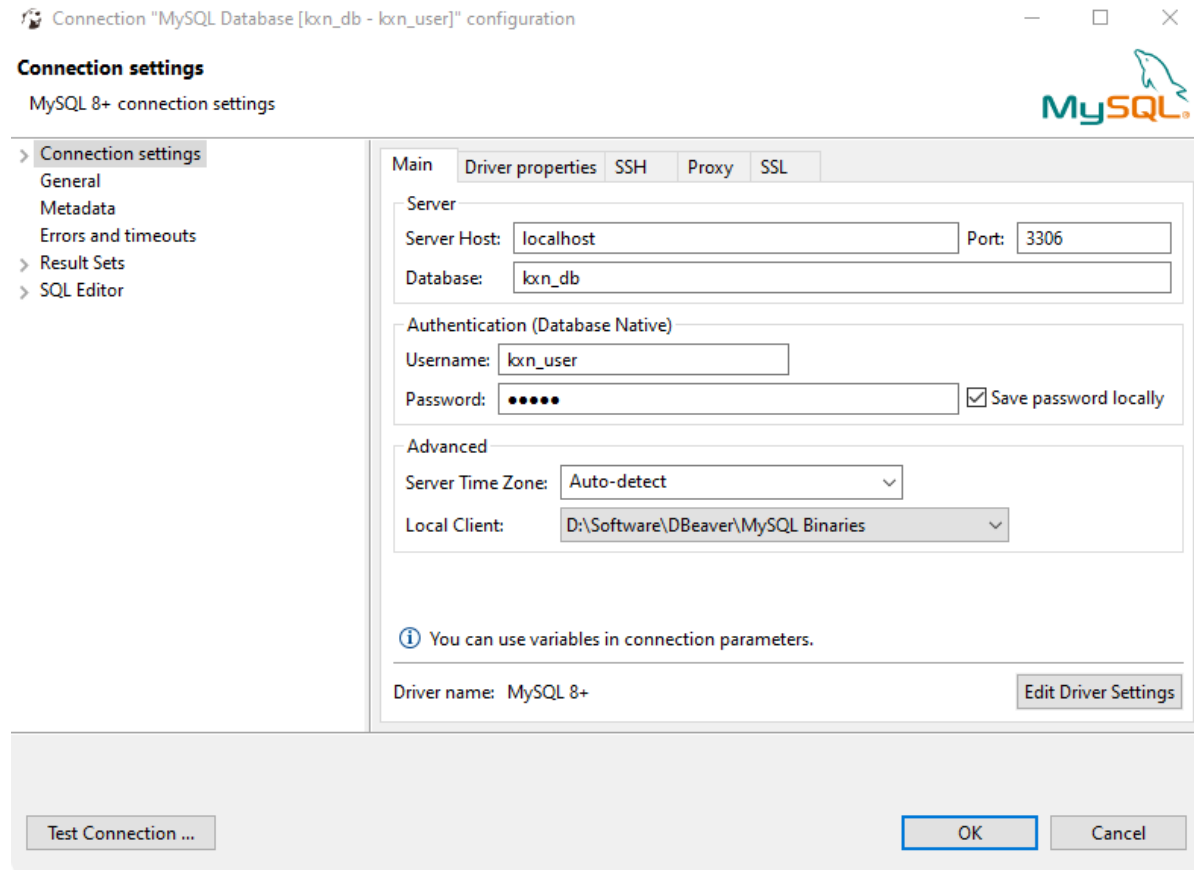 Connection "MySQL Database [kxn_db - kxn_user]" configuration
Connection settings
MySQL 8+ connection settings
MySQL
Connection settings
General
Metadata
Errors and timeouts
Result Sets
SQL Editor
Main Driver properties SSH Proxy SSL
Server
Server Host: localhost Port: 3306
Database: kxn_db
Authentication (Database Native)
Username: kxn_user
Password: ••••• Save password locally
Advanced
Server Time Zone: Auto-detect
Local Client: D:\Software\DBeaver\MySQL Binaries
You can use variables in connection parameters.
Driver name: MySQL 8+ Edit Driver Settings
Test Connection ... OK Cancel